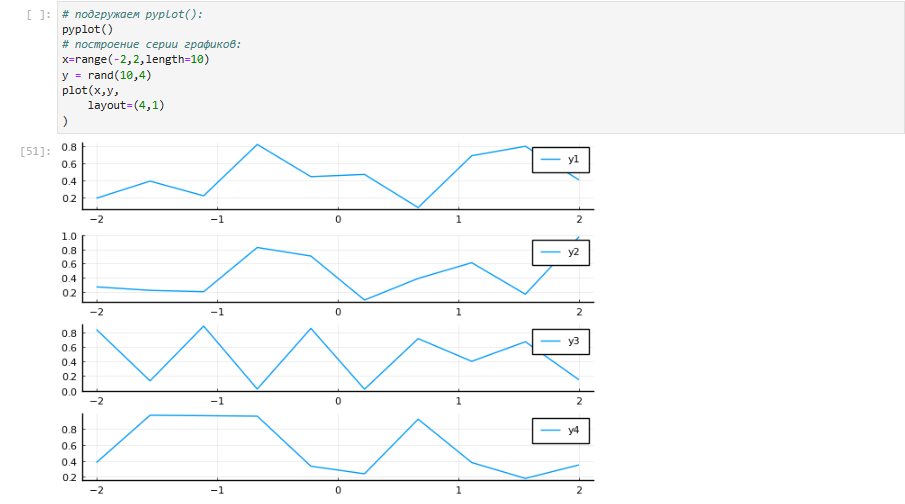 [ ]: # подгружаем pyplot():
pyplot()
# построение серии графиков:
x=range(-2,2,length=10)
y = rand(10,4)
plot(x,y,
layout=(4,1)
)
[51]:
0.8
0.6
0.4
0.2
y1
−2 −1 0 1 2
1.0
0.8
0.6
0.4
0.2
y2
−2 −1 0 1 2
0.8
0.6
0.4
0.2
0.0
y3
−2 −1 0 1 2
0.8
0.6
0.4
0.2
y4
−2 −1 0 1 2